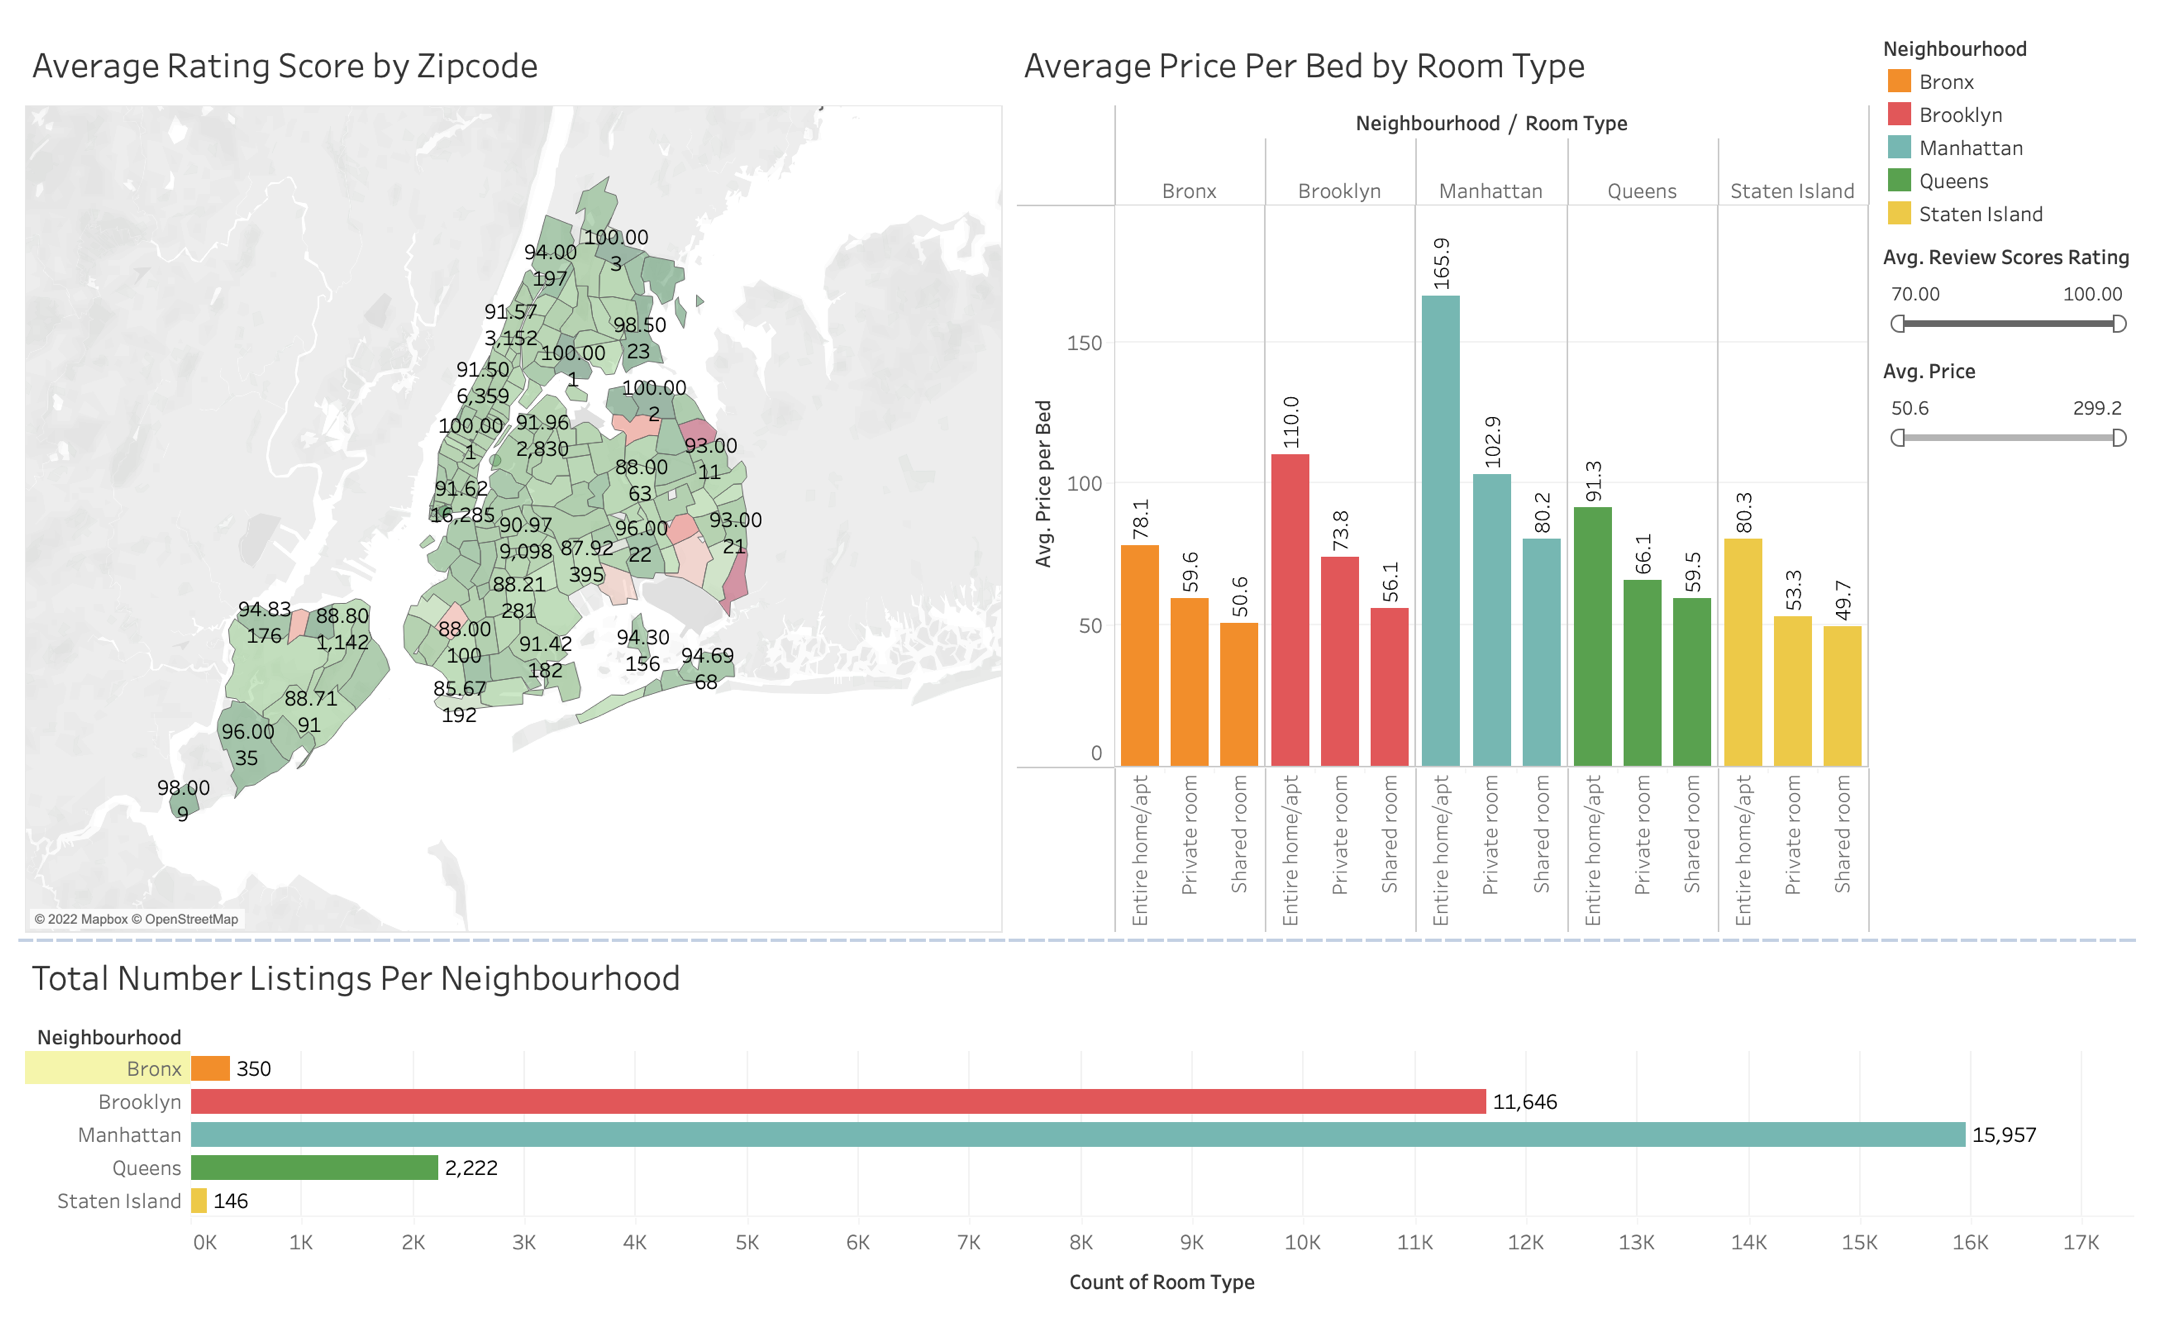 Average Rating Score by Zipcode
100.00
3
94.00
197
91.57
3,152
98.50
23
100.00
1
91.50
6,359
100.00
2
100.00
1
91.96
2,830
93.00
11
88.00
63
91.62
16,285
90.97
9,098
96.00
22
93.00
21
87.92
395
88.21
281
94.83
176
88.80
1,142
88.00
100
91.42
182
94.30
156
94.69
68
85.67
192
88.71
91
96.00
35
98.00
9
© 2022 Mapbox © OpenStreetMap
Average Price Per Bed by Room Type
Neighbourhood / Room Type
Bronx Brooklyn Manhattan Queens Staten Island
Avg. Price per Bed
150
100
50
0
78.1 59.6 50.6 110.0 73.8 56.1 165.9 102.9 80.2 91.3 66.1 59.5 80.3 53.3 49.7
Entire home/apt Private room Shared room Entire home/apt Private room Shared room Entire home/apt Private room Shared room Entire home/apt Private room Shared room Entire home/apt Private room Shared room
Neighbourhood
Bronx
Brooklyn
Manhattan
Queens
Staten Island
Avg. Review Scores Rating
70.00 100.00
Avg. Price
50.6 299.2
Total Number Listings Per Neighbourhood
Neighbourhood
Bronx 350
Brooklyn 11,646
Manhattan 15,957
Queens 2,222
Staten Island 146
0K 1K 2K 3K 4K 5K 6K 7K 8K 9K 10K 11K 12K 13K 14K 15K 16K 17K
Count of Room Type